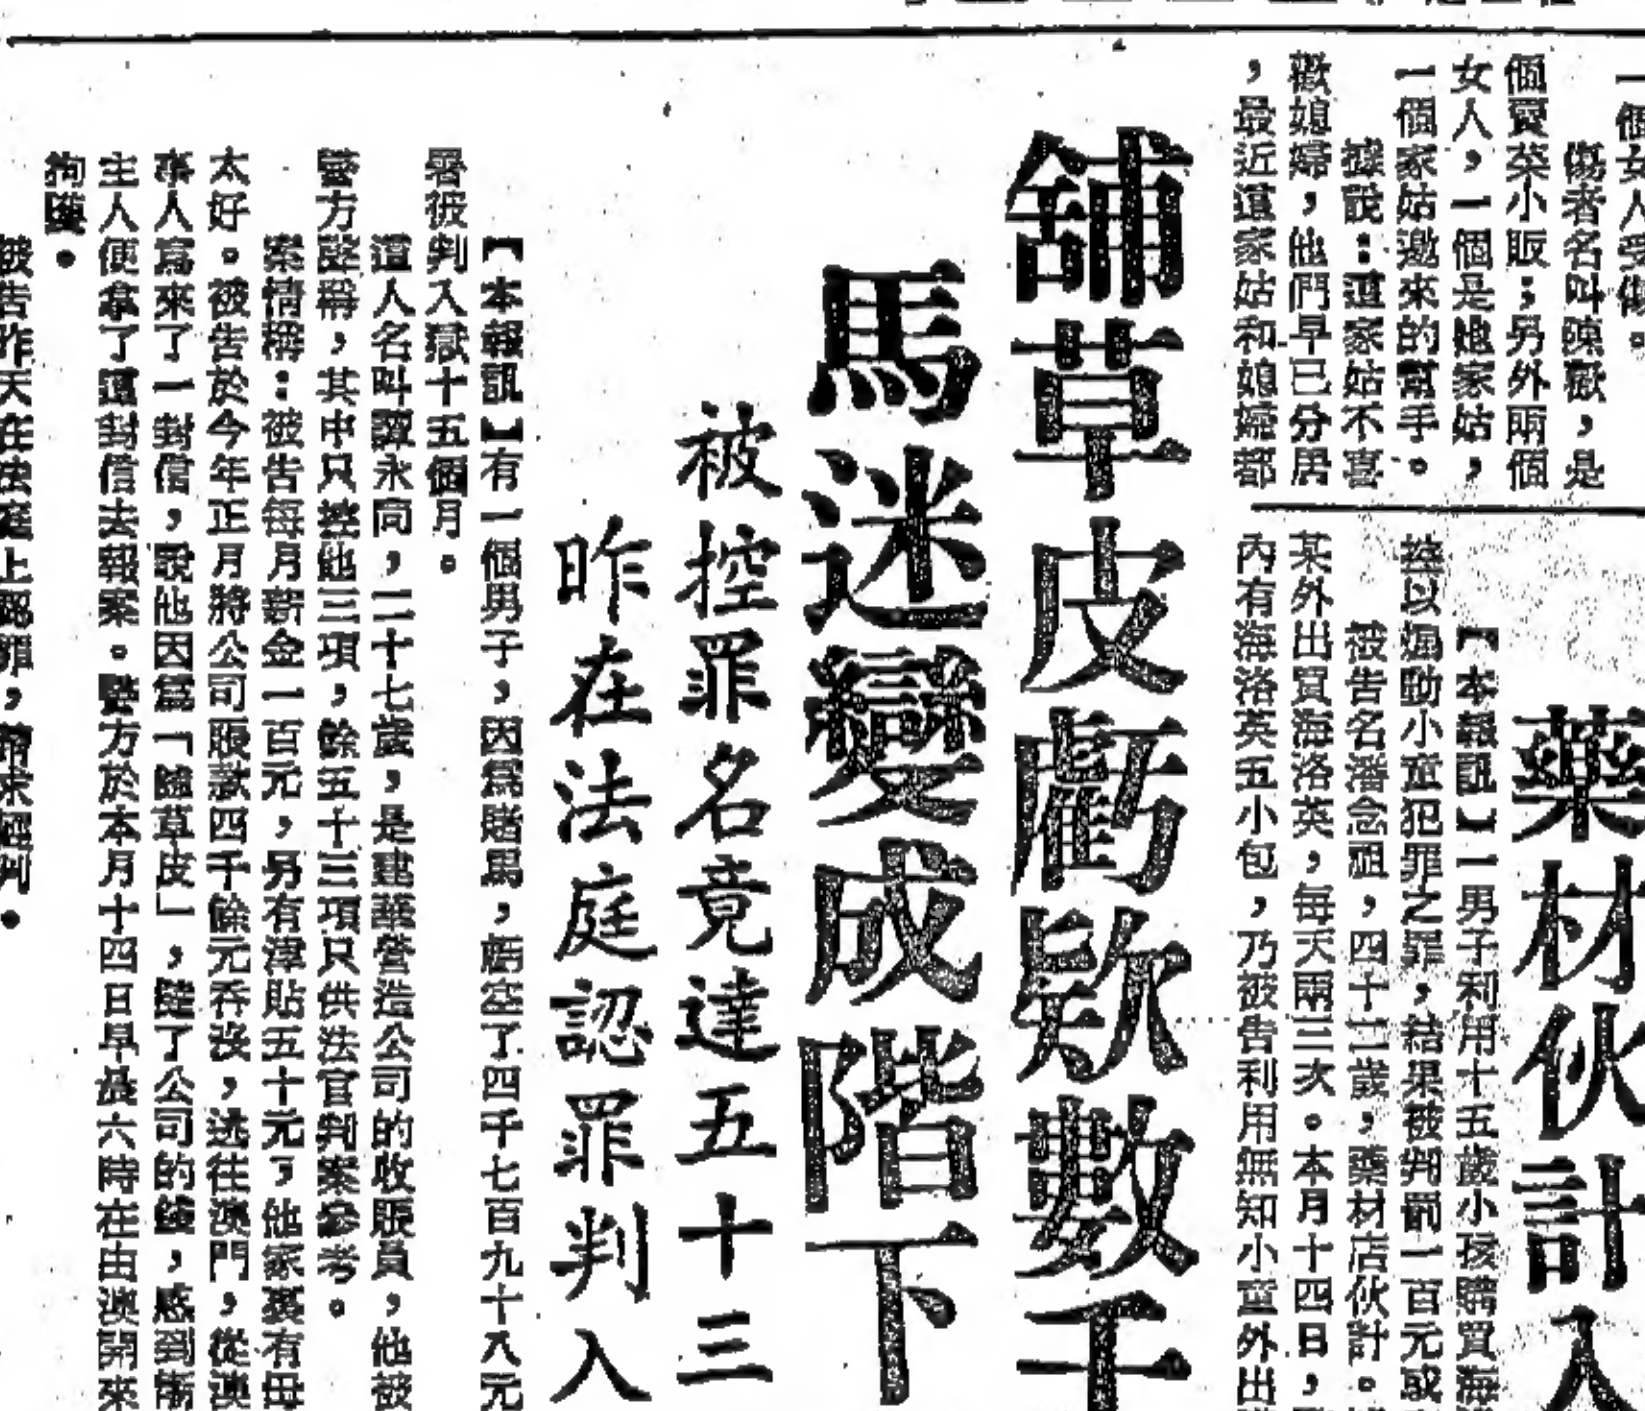 一個女人受傷。
傷者名叫陳歡，是
個賣菜小販；另外兩個
女人，一個是她家姑，
一個家姑邀來的幫手。
據說：這家姑不喜
歡媳婦，他們早已分居
，最近這家姑和媳婦都
藥材伙計入
【本報訊】一男子利用十五歲小孩購買海
控以煽動小童犯罪之罪，結果被判罰一百元或
被告名潘念祖，四十二歲，藥材店伙計。
某外出買海洛英，每天兩三次。本月十四日，
內有海洛英五小包，乃被告利用無知小童外出
舖草皮虧欵數千
馬迷變成階下
被控罪名竟達五十三
昨在法庭認罪判入
【本報訊】有一個男子，因爲賭馬，虧空了四千七百九十八元
署彼判入獄十五個月。
這人名叫譚永同，二十七歲，是建華營造公司的收賬員，他被
警方聲稱，其中只控他三項，餘五十三項只供法官判案參考。
案情稱：被告每月薪金一百元，另有津貼五十元，他家裏有母
太好。被告於今年正月將公司賬款四千餘元吞沒，逃往澳門，從澳
事人寫來了一封信，說他因爲「舖草皮」，陸了公司的錢，感到慚
主人便拿了這封信去報案。警方於本月十四日早晨六時在由澳開來
拘獲。
被告昨天在法庭上認罪，請求輕判。